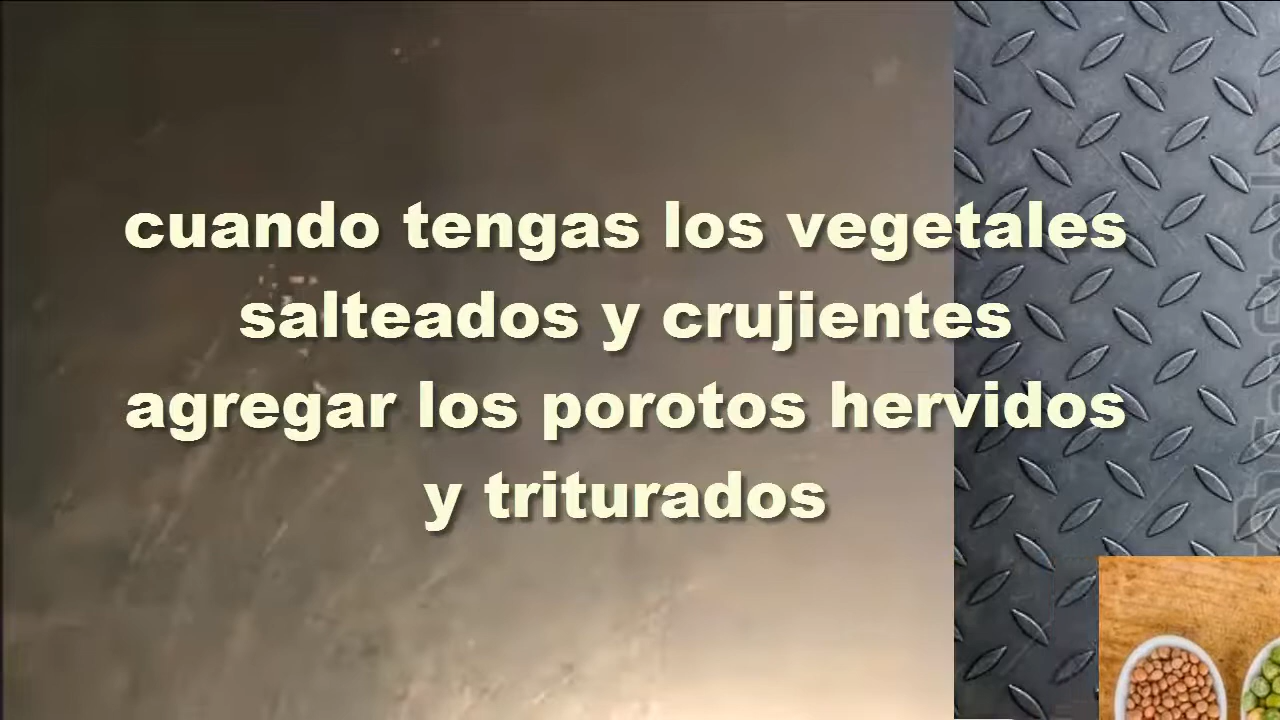 cuando tengas los vegetales
salteados y crujientes
agregar los porotos hervidos
y triturados